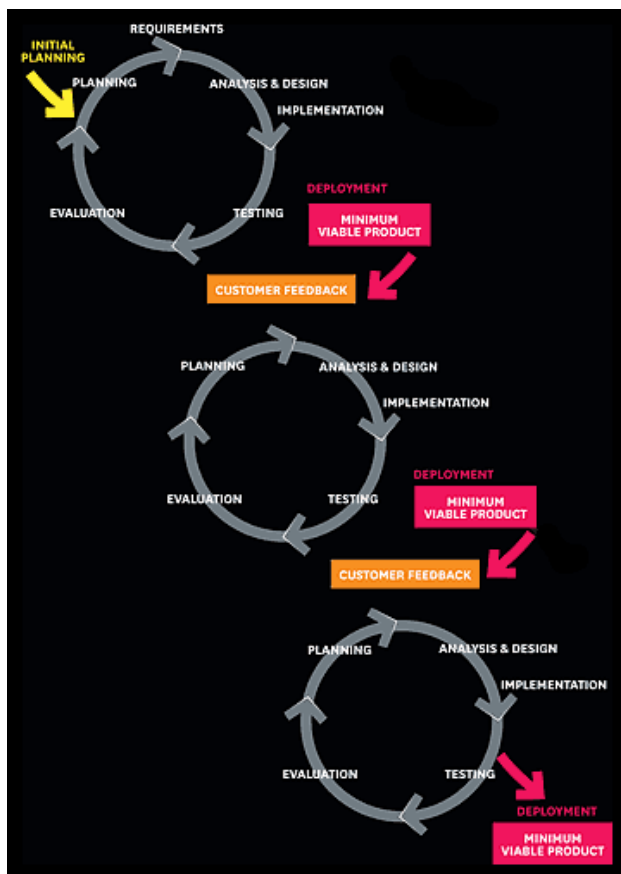 REQUIREMENTS
INITIAL
PLANNING
PLANNING
ANALYSIS & DESIGN
IMPLEMENTATION
EVALUATION
TESTING
DEPLOYMENT
MINIMUM
VIABLE PRODUCT
CUSTOMER FEEDBACK
PLANNING
ANALYSIS & DESIGN
IMPLEMENTATION
EVALUATION
TESTING
DEPLOYMENT
MINIMUM
VIABLE PRODUCT
CUSTOMER FEEDBACK
PLANNING
ANALYSIS & DESIGN
IMPLEMENTATION
EVALUATION
TESTING
DEPLOYMENT
MINIMUM
VIABLE PRODUCT